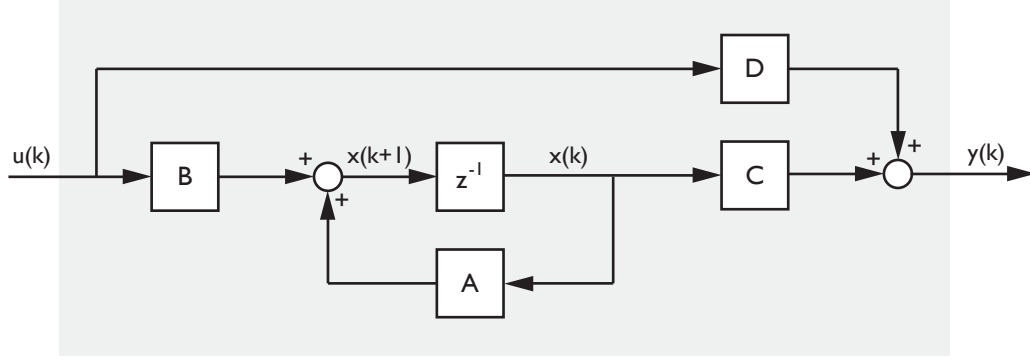 D
u(k)
B
+
x(k+1)
+
z⁻¹
x(k)
C
+
+
y(k)
A